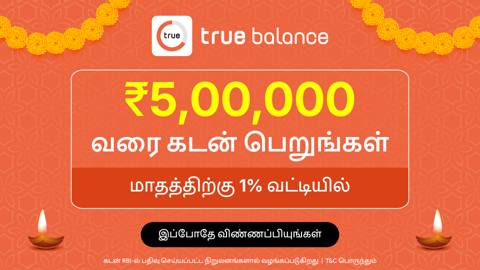 true
true balance
₹5,00,000
வரை கடன் பெறுங்கள்
மாதத்திற்கு 1% வட்டியில்
இப்போதே விண்ணப்பியுங்கள்
கடன் RBI-ல் பதிவு செய்யப்பட்ட நிறுவனங்களால் வழங்கப்படுகிறது | T&C பொருந்தும்